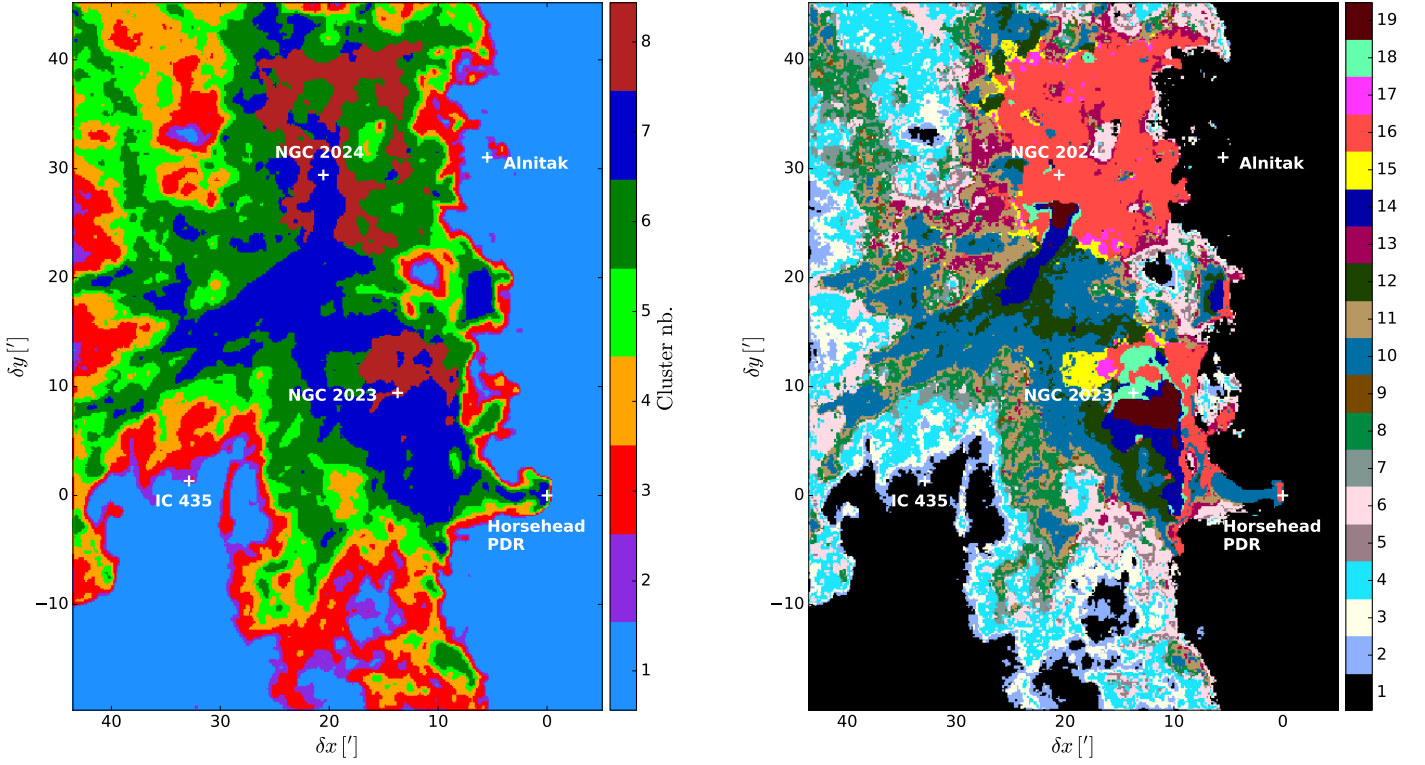 40
30
20
10
0
−10
δy [′]
40
30
20
10
0
δx [′]
NGC 2024
Alnitak
NGC 2023
IC 435
Horsehead
PDR
8
7
6
5
4
3
2
1
Cluster nb.
40
30
20
10
0
−10
δy [′]
40
30
20
10
0
δx [′]
NGC 2024
Alnitak
NGC 2023
IC 435
Horsehead
PDR
19
18
17
16
15
14
13
12
11
10
9
8
7
6
5
4
3
2
1